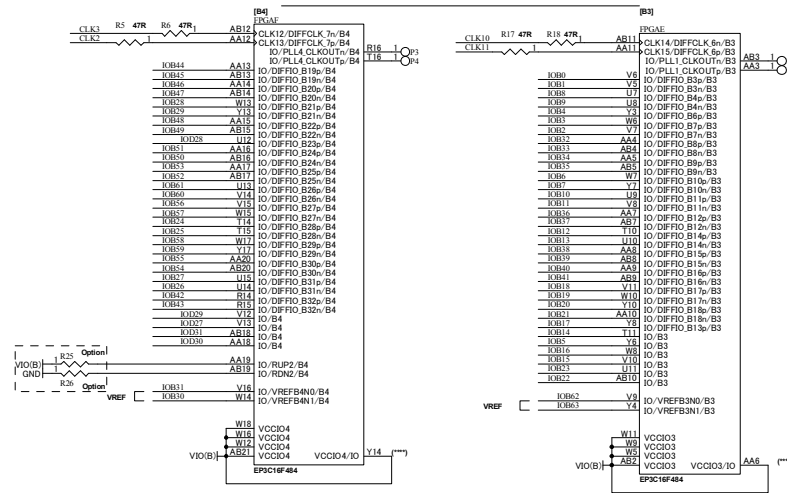 [B4]
FPGAF
CLK3 R5 47R R6 47R 1 AB12 CLK12/DIFFCLK_7n/B4
CLK2 1 AA12 CLK13/DIFFCLK_7p/B4
IO/PLL4_CLKOUTn/B4 R16 1 P3
IO/PLL4_CLKOUTp/B4 T16 1 P4
IOB44 AA13 IO/DIFFIO_B19p/B4
IOB45 AB13 IO/DIFFIO_B19n/B4
IOB46 AA14 IO/DIFFIO_B20p/B4
IOB47 AB14 IO/DIFFIO_B20n/B4
IOB28 W13 IO/DIFFIO_B21p/B4
IOB29 Y13 IO/DIFFIO_B21n/B4
IOB48 AA15 IO/DIFFIO_B22p/B4
IOB49 AB15 IO/DIFFIO_B22n/B4
IOD28 U12 IO/DIFFIO_B23n/B4
IOB51 AA16 IO/DIFFIO_B24p/B4
IOB50 AB16 IO/DIFFIO_B24n/B4
IOB53 AA17 IO/DIFFIO_B25p/B4
IOB52 AB17 IO/DIFFIO_B25n/B4
IOB61 U13 IO/DIFFIO_B26p/B4
IOB60 V14 IO/DIFFIO_B26n/B4
IOB56 V15 IO/DIFFIO_B27p/B4
IOB57 W15 IO/DIFFIO_B27n/B4
IOB24 T14 IO/DIFFIO_B28p/B4
IOB25 T15 IO/DIFFIO_B28n/B4
IOB58 W17 IO/DIFFIO_B29p/B4
IOB59 Y17 IO/DIFFIO_B29n/B4
IOB55 AA20 IO/DIFFIO_B30p/B4
IOB54 AB20 IO/DIFFIO_B30n/B4
IOB27 U15 IO/DIFFIO_B31p/B4
IOB26 U14 IO/DIFFIO_B31n/B4
IOB42 R14 IO/DIFFIO_B32p/B4
IOB43 R15 IO/DIFFIO_B32n/B4
IOD29 V12 IO/B4
IOD27 V13 IO/B4
IOD31 AB18 IO/B4
IOD30 AA18 IO/B4
R25 Option
VIO(B) 1 AA19 IO/RUP2/B4
GND 1 AB19 IO/RDN2/B4
R26 Option
VREF
IOB31 V16 IO/VREFB4N0/B4
IOB30 W14 IO/VREFB4N1/B4
W18 VCCIO4
W16 VCCIO4
W12 VCCIO4
VIO(B) AB21 VCCIO4 VCCIO4/IO Y14 (****)
EP3C16F484
[B3]
FPGAE
CLK10 R17 47R R18 47R 1 AB11 CLK14/DIFFCLK_6n/B3
CLK11 1 AA11 CLK15/DIFFCLK_6p/B3
IO/PLL1_CLKOUTn/B3 AB3 1
IO/PLL1_CLKOUTp/B3 AA3 1
IOB0 V6 IO/DIFFIO_B3p/B3
IOB1 V5 IO/DIFFIO_B3n/B3
IOB8 U7 IO/DIFFIO_B4p/B3
IOB9 U8 IO/DIFFIO_B4n/B3
IOB4 Y3 IO/DIFFIO_B6p/B3
IOB3 W6 IO/DIFFIO_B7p/B3
IOB2 V7 IO/DIFFIO_B7n/B3
IOB32 AA4 IO/DIFFIO_B8p/B3
IOB33 AB4 IO/DIFFIO_B8n/B3
IOB34 AA5 IO/DIFFIO_B9p/B3
IOB35 AB5 IO/DIFFIO_B9n/B3
IOB6 W7 IO/DIFFIO_B10p/B3
IOB7 Y7 IO/DIFFIO_B10n/B3
IOB10 U9 IO/DIFFIO_B11p/B3
IOB11 V8 IO/DIFFIO_B11n/B3
IOB36 AA7 IO/DIFFIO_B12p/B3
IOB37 AB7 IO/DIFFIO_B12n/B3
IOB12 T10 IO/DIFFIO_B14p/B3
IOB13 U10 IO/DIFFIO_B14n/B3
IOB38 AA8 IO/DIFFIO_B15p/B3
IOB39 AB8 IO/DIFFIO_B15n/B3
IOB40 AA9 IO/DIFFIO_B16p/B3
IOB41 AB9 IO/DIFFIO_B16n/B3
IOB18 V11 IO/DIFFIO_B17p/B3
IOB19 W10 IO/DIFFIO_B17n/B3
IOB20 Y10 IO/DIFFIO_B18p/B3
IOB21 AA10 IO/DIFFIO_B18n/B3
IOB17 Y8 IO/DIFFIO_B13p/B3
IOB14 T11 IO/B3
IOB5 Y6 IO/B3
IOB16 W8 IO/B3
IOB15 V10 IO/B3
IOB23 U11 IO/B3
IOB22 AB10 IO/B3
VREF
IOB62 V9 IO/VREFB3N0/B3
IOB63 Y4 IO/VREFB3N1/B3
W11 VCCIO3
W9 VCCIO3
W5 VCCIO3
VIO(B) AB2 VCCIO3 VCCIO3/IO AA6 (***
EP3C16F484